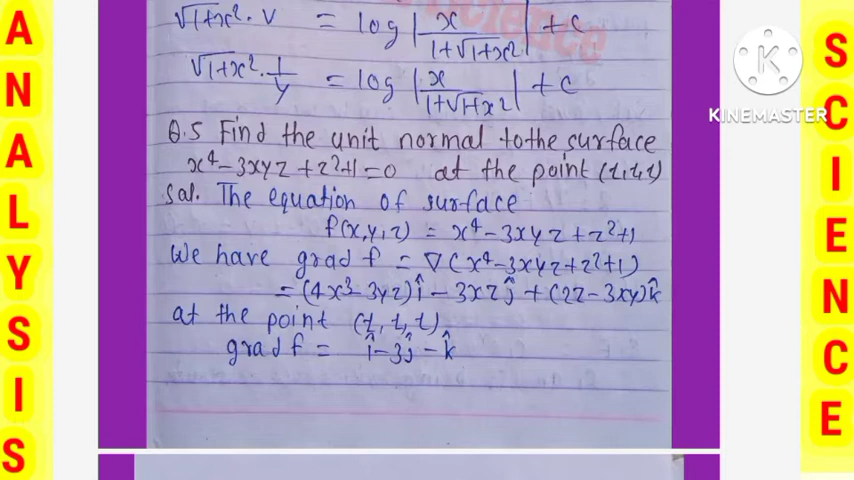 √1+x² · V = log |x / 1+√1+x²| + c
√1+x² · 1/y = log |x / 1+√1+x²| + c
Q.5 Find the unit normal to the surface
x⁴ - 3xyz + z²+1 = 0 at the point (1,1,1)
Sol. The equation of surface
f(x,y,z) = x⁴ - 3xyz + z²+1
We have grad f = ∇(x⁴ - 3xyz + z²+1)
= (4x³ - 3yz)î - 3xzĵ + (2z - 3xy)k̂
at the point (1,1,1)
grad f = î - 3ĵ - k̂
ANALYSIS
SCIENCE
KINEMASTER